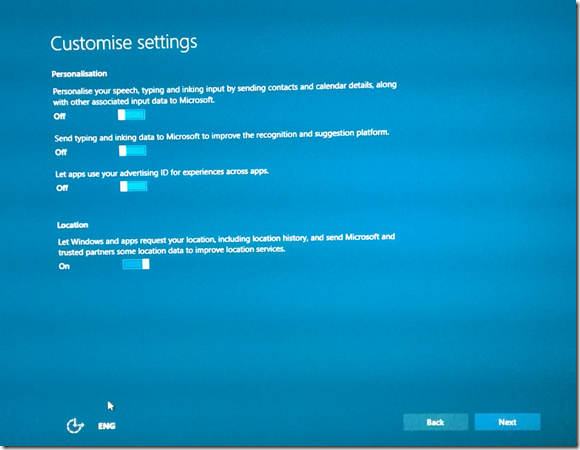 Customise settings
Personalisation
Personalise your speech, typing and inking input by sending contacts and calendar details, along
with other associated input data to Microsoft.
Off
Send typing and inking data to Microsoft to improve the recognition and suggestion platform.
Off
Let apps use your advertising ID for experiences across apps.
Off
Location
Let Windows and apps request your location, including location history, and send Microsoft and
trusted partners some location data to improve location services.
On
ENG
Back
Next